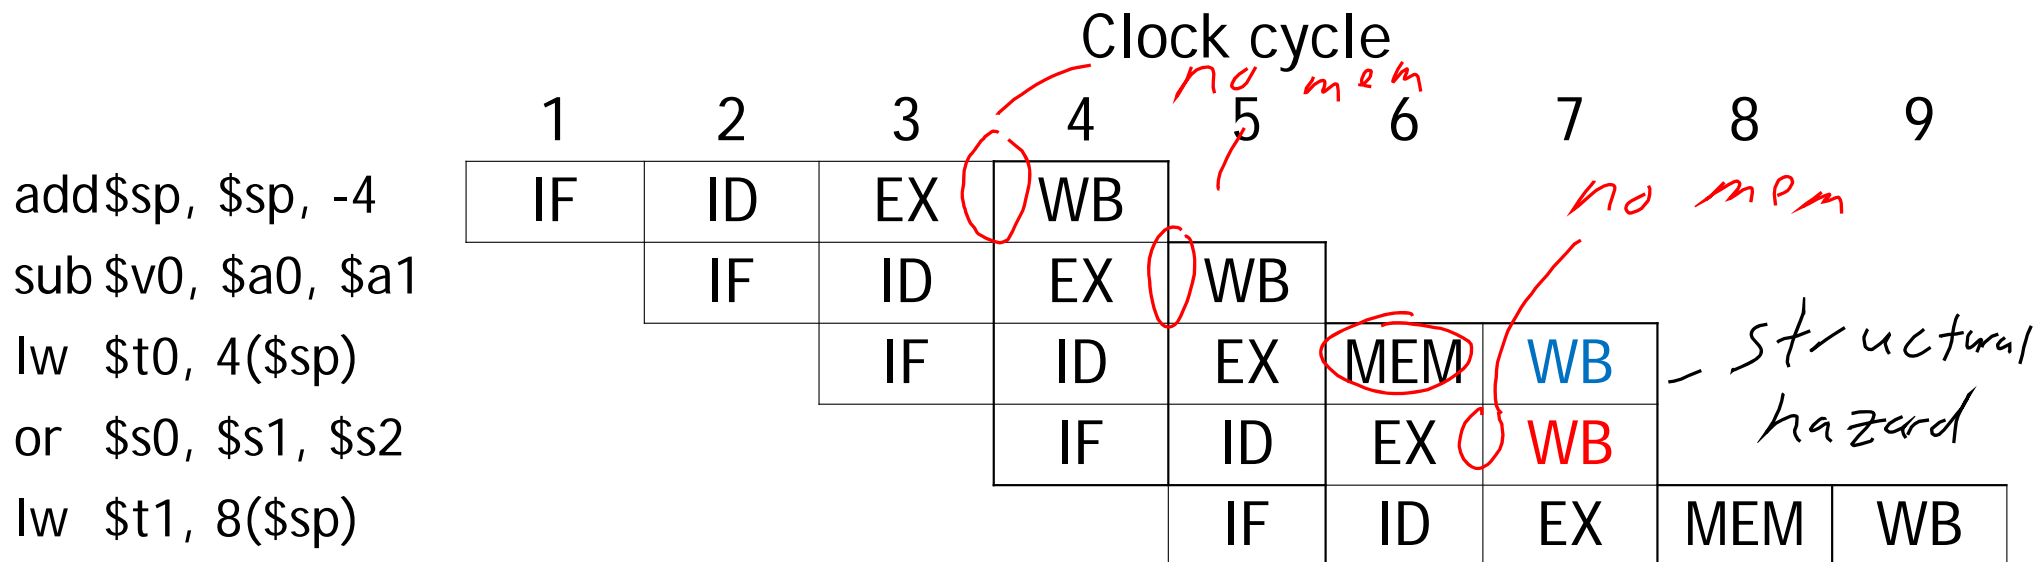 Clock cycle
no mem
1 2 3 4 5 6 7 8 9
add $sp, $sp, -4 IF ID EX WB
no mem
sub $v0, $a0, $a1 IF ID EX WB
lw $t0, 4($sp) IF ID EX MEM WB
structural
hazard
or $s0, $s1, $s2 IF ID EX WB
lw $t1, 8($sp) IF ID EX MEM WB